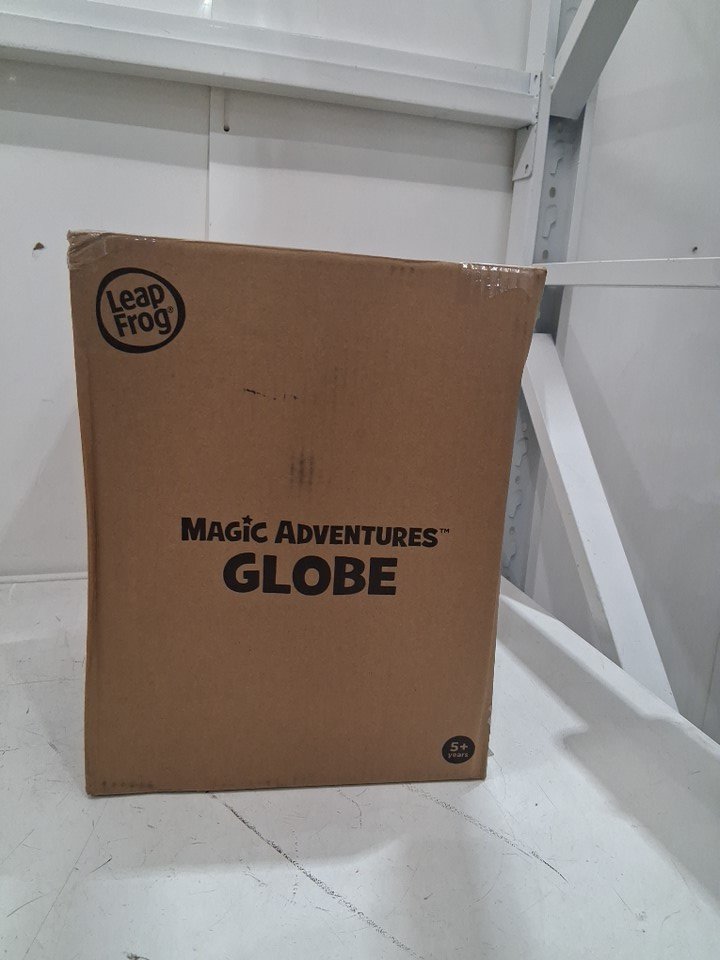 Leap
Frog®
MAGIC ADVENTURES™
GLOBE
5+
years